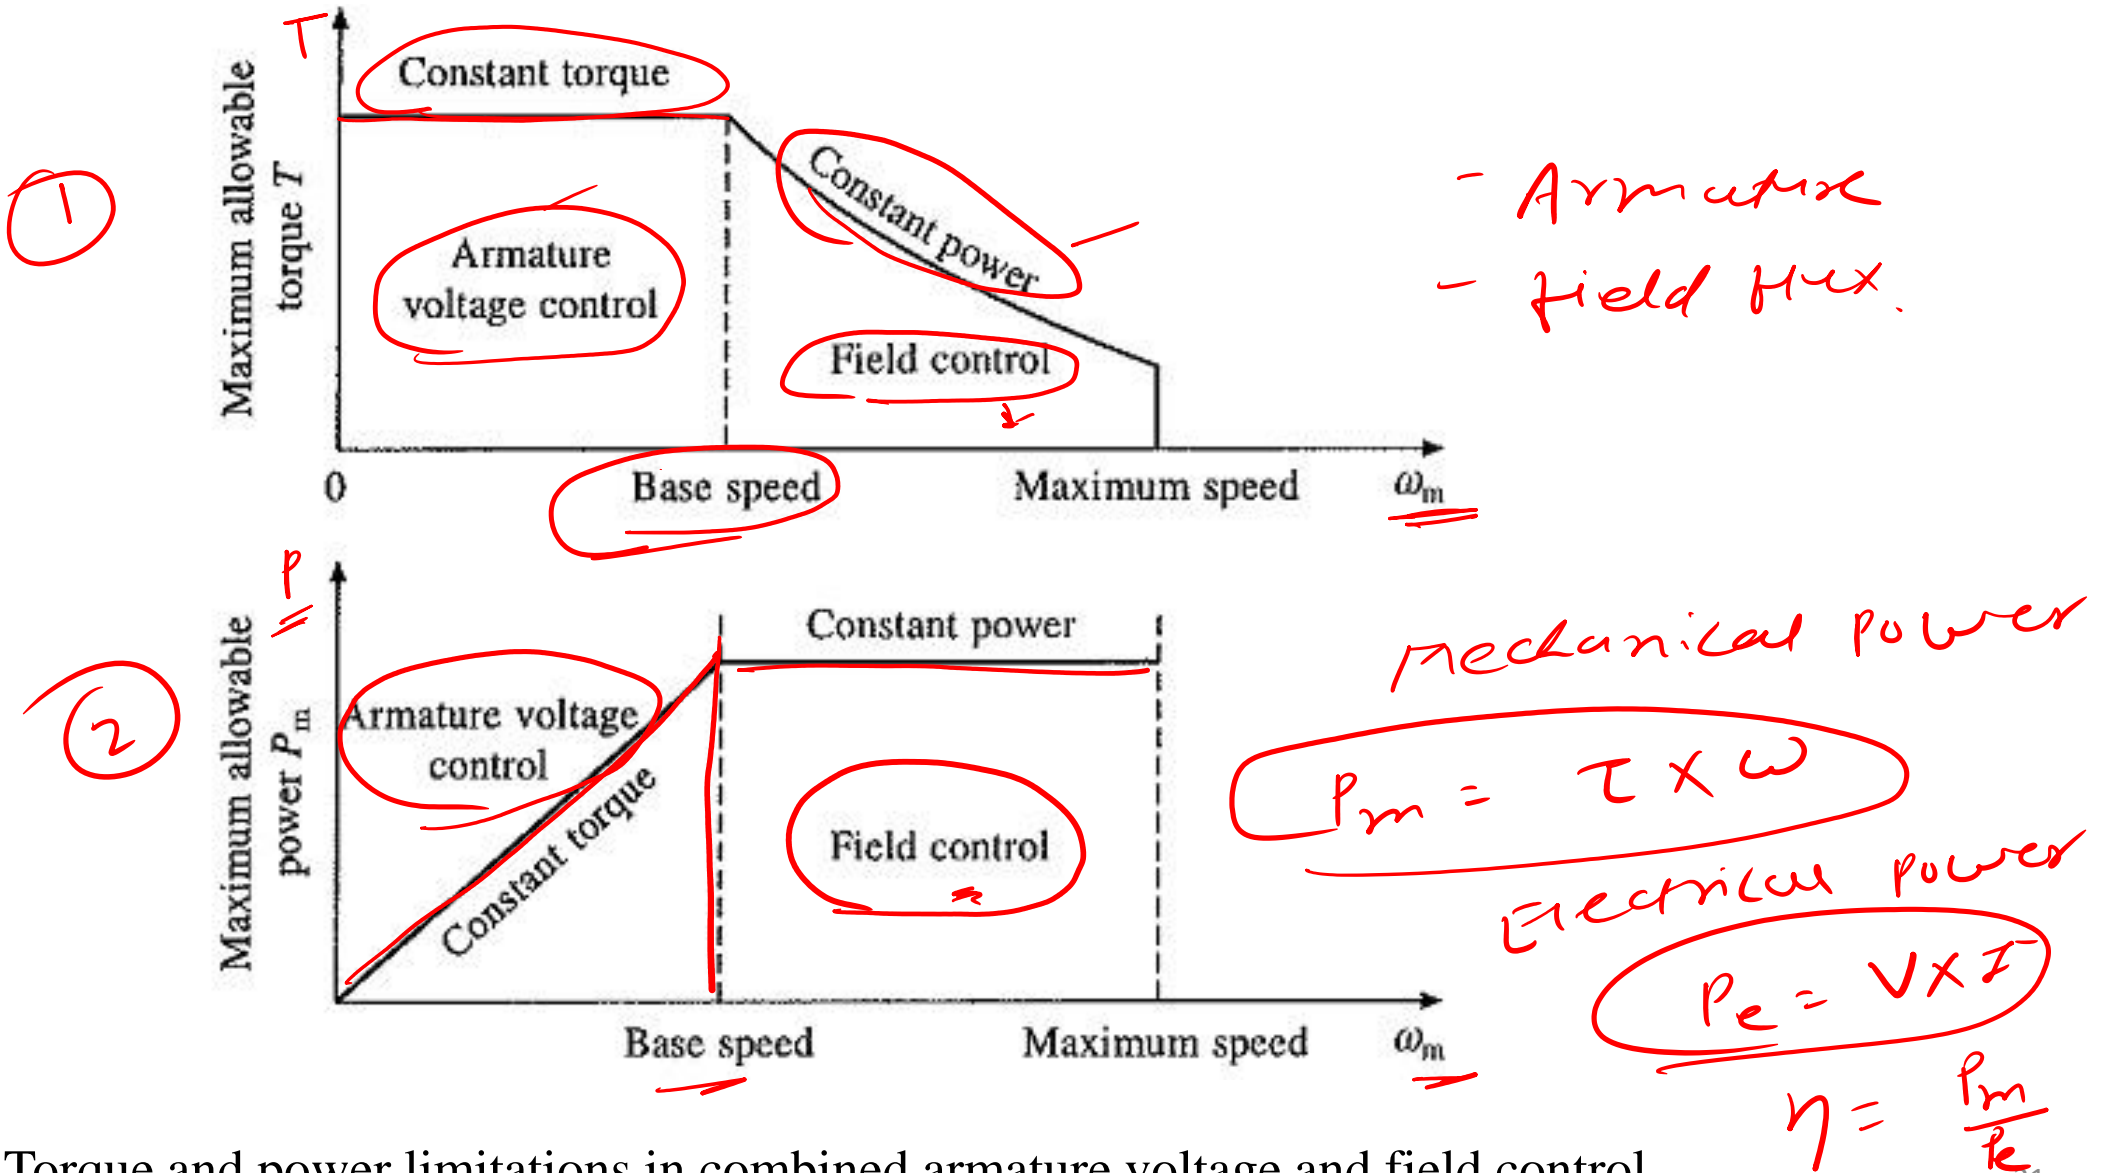 T
Constant torque
Maximum allowable
torque T
①
Constant power
Armature
voltage control
Field control
0
Base speed
Maximum speed
ωm
- Armature
- field flux.
P
Maximum allowable
power Pm
②
Constant power
Armature voltage
control
Constant torque
Field control
Base speed
Maximum speed
ωm
Mechanical power
Pm = τ × ω
Electrical power
Pe = V × I
η = Pm/Pe
Torque and power limitations in combined armature voltage and field control